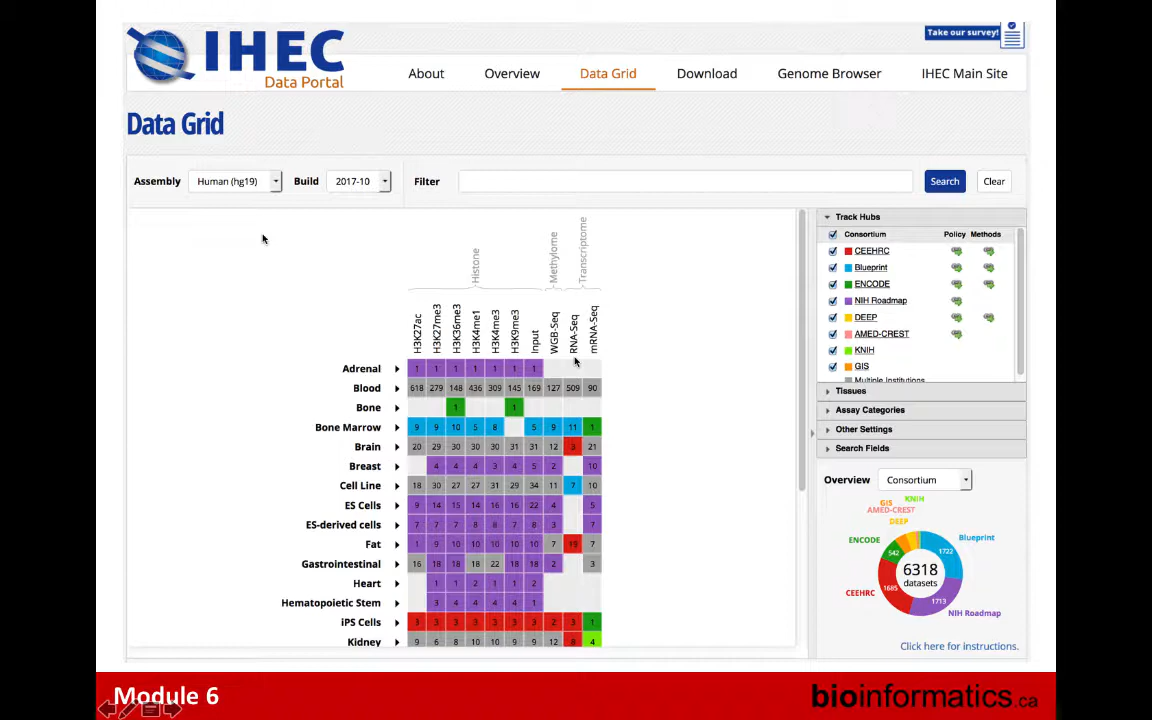 IHEC
Data Portal
Take our survey!
About Overview Data Grid Download Genome Browser IHEC Main Site
Data Grid
Assembly Human (hg19) Build 2017-10 Filter Search Clear
Histone Methylome Transcriptome
H3K27ac H3K27me3 H3K36me3 H3K4me1 H3K4me3 H3K9me3 Input WGB-Seq RNA-Seq mRNA-Seq
Adrenal 1 1 1 1 1 1 1
Blood 618 279 148 436 309 145 169 127 509 90
Bone 1 1
Bone Marrow 9 9 10 5 8 5 9 11 1
Brain 20 29 30 30 30 31 31 12 21
Breast 4 4 4 3 4 5 2 10
Cell Line 18 30 27 27 31 29 34 11 7 10
ES Cells 9 14 15 14 16 16 22 4 5
ES-derived cells 7 7 7 8 8 7 8 3 7
Fat 1 9 10 10 10 10 10 7 19 7
Gastrointestinal 16 18 18 18 22 18 18 2 3
Heart 1 1 2 1 1 2
Hematopoietic Stem 3 4 4 4 4 1
iPS Cells 3 3 3 3 3 3 3 2 3 1
Kidney 9 6 8 10 10 9 9 12 8 4
Track Hubs
Consortium Policy Methods
CEEHRC
Blueprint
ENCODE
NIH Roadmap
DEEP
AMED-CREST
KNIH
GIS
Multiple Institutions
Tissues
Assay Categories
Other Settings
Search Fields
Overview Consortium
KNIH
GIS
AMED-CREST
DEEP
ENCODE
542
Blueprint
1722
6318
datasets
CEEHRC
1685
1713
NIH Roadmap
Click here for instructions.
Module 6
bioinformatics.ca